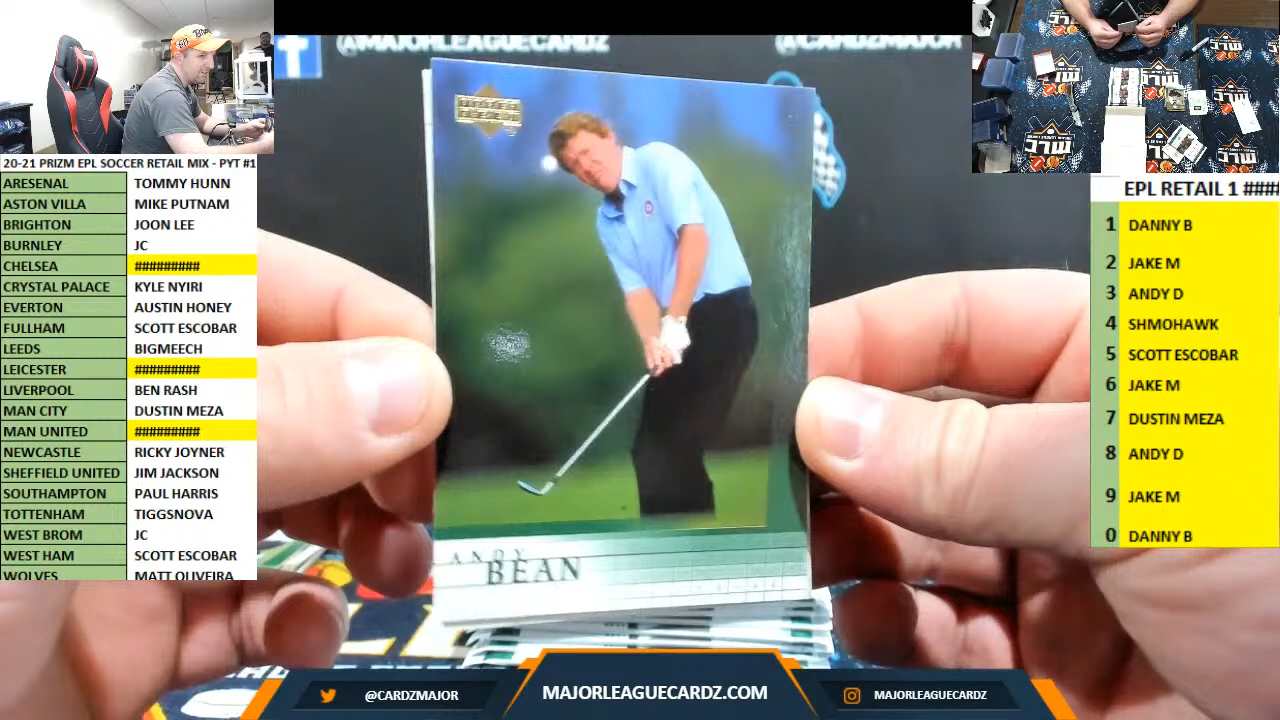 @MAJORLEAGUECARDZ
@CARDZMAJOR
20-21 PRIZM EPL SOCCER RETAIL MIX - PYT #1
ARESENAL TOMMY HUNN
ASTON VILLA MIKE PUTNAM
BRIGHTON JOON LEE
BURNLEY JC
CHELSEA #########
CRYSTAL PALACE KYLE NYIRI
EVERTON AUSTIN HONEY
FULLHAM SCOTT ESCOBAR
LEEDS BIGMEECH
LEICESTER #########
LIVERPOOL BEN RASH
MAN CITY DUSTIN MEZA
MAN UNITED #########
NEWCASTLE RICKY JOYNER
SHEFFIELD UNITED JIM JACKSON
SOUTHAMPTON PAUL HARRIS
TOTTENHAM TIGGSNOVA
WEST BROM JC
WEST HAM SCOTT ESCOBAR
WOLVES MATT OLIVEIRA
UPPER DECK
ANDY
BEAN
EPL RETAIL 1 ####
1 DANNY B
2 JAKE M
3 ANDY D
4 SHMOHAWK
5 SCOTT ESCOBAR
6 JAKE M
7 DUSTIN MEZA
8 ANDY D
9 JAKE M
0 DANNY B
@CARDZMAJOR
MAJORLEAGUECARDZ.COM
MAJORLEAGUECARDZ